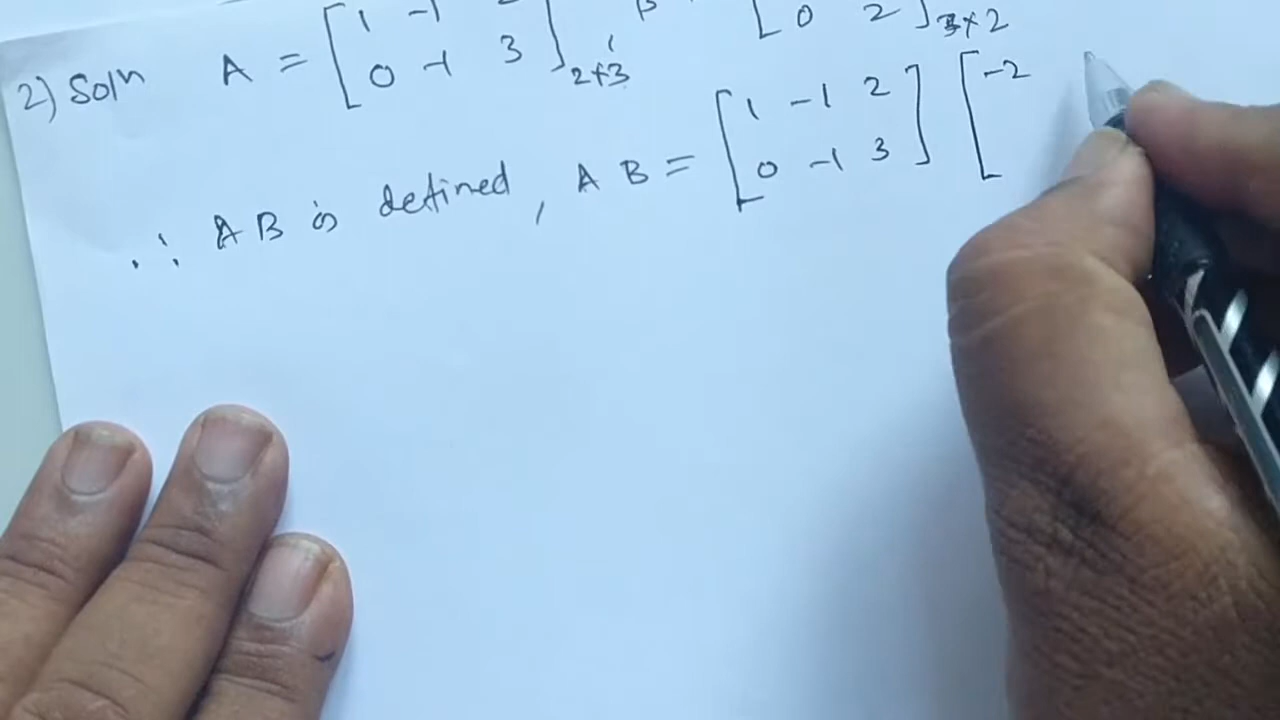 2) Soln A = [1 -1 2 0 -1 3] 2×3 B [0 2] 3×2
∴ AB is defined, AB = [1 -1 2 0 -1 3] [-2